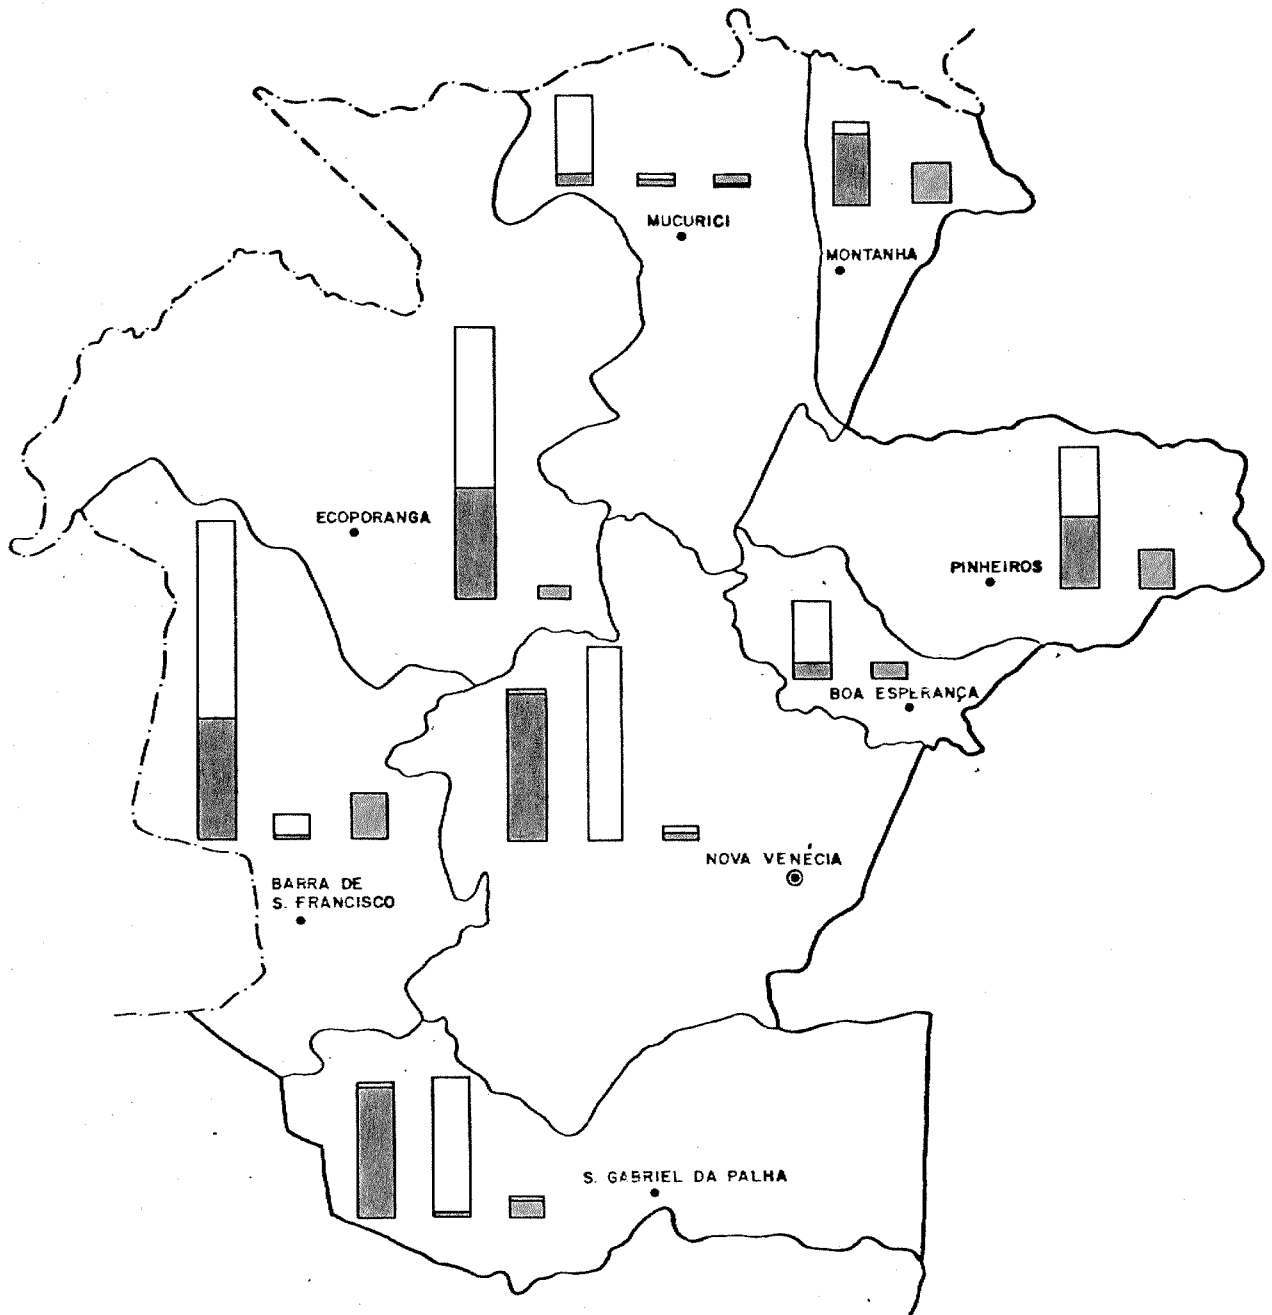 MUCURICI
MONTANHA
ECOPORANGA
PINHEIROS
BOA ESPERANÇA
NOVA VENÉCIA
BARRA DE
S. FRANCISCO
S. GABRIEL DA PALHA